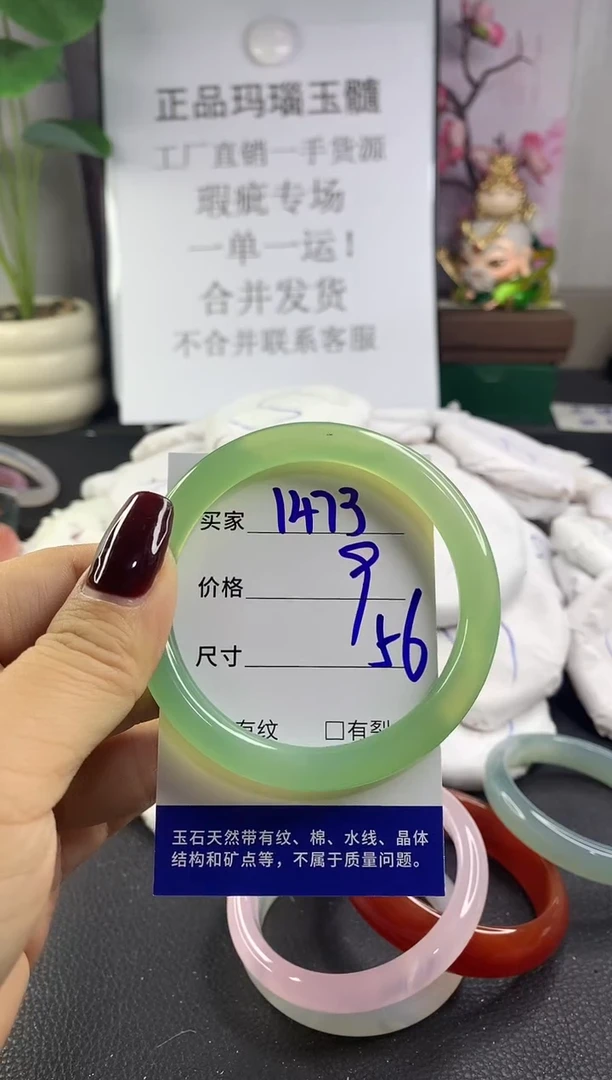 正品玛瑙玉髓
工厂直销一手货源
瑕疵专场
一单一运！
合并发货
不合并联系客服
买家 1473
价格 9
尺寸 56
有纹 □有裂
玉石天然带有纹、棉、水线、晶体
结构和矿点等，不属于质量问题。